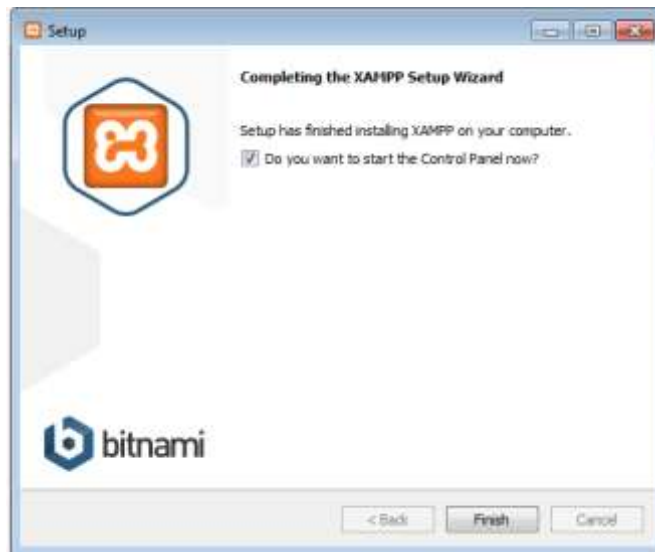 Setup
Completing the XAMPP Setup Wizard
Setup has finished installing XAMPP on your computer.
Do you want to start the Control Panel now?
bitnami
< Back
Finish
Cancel